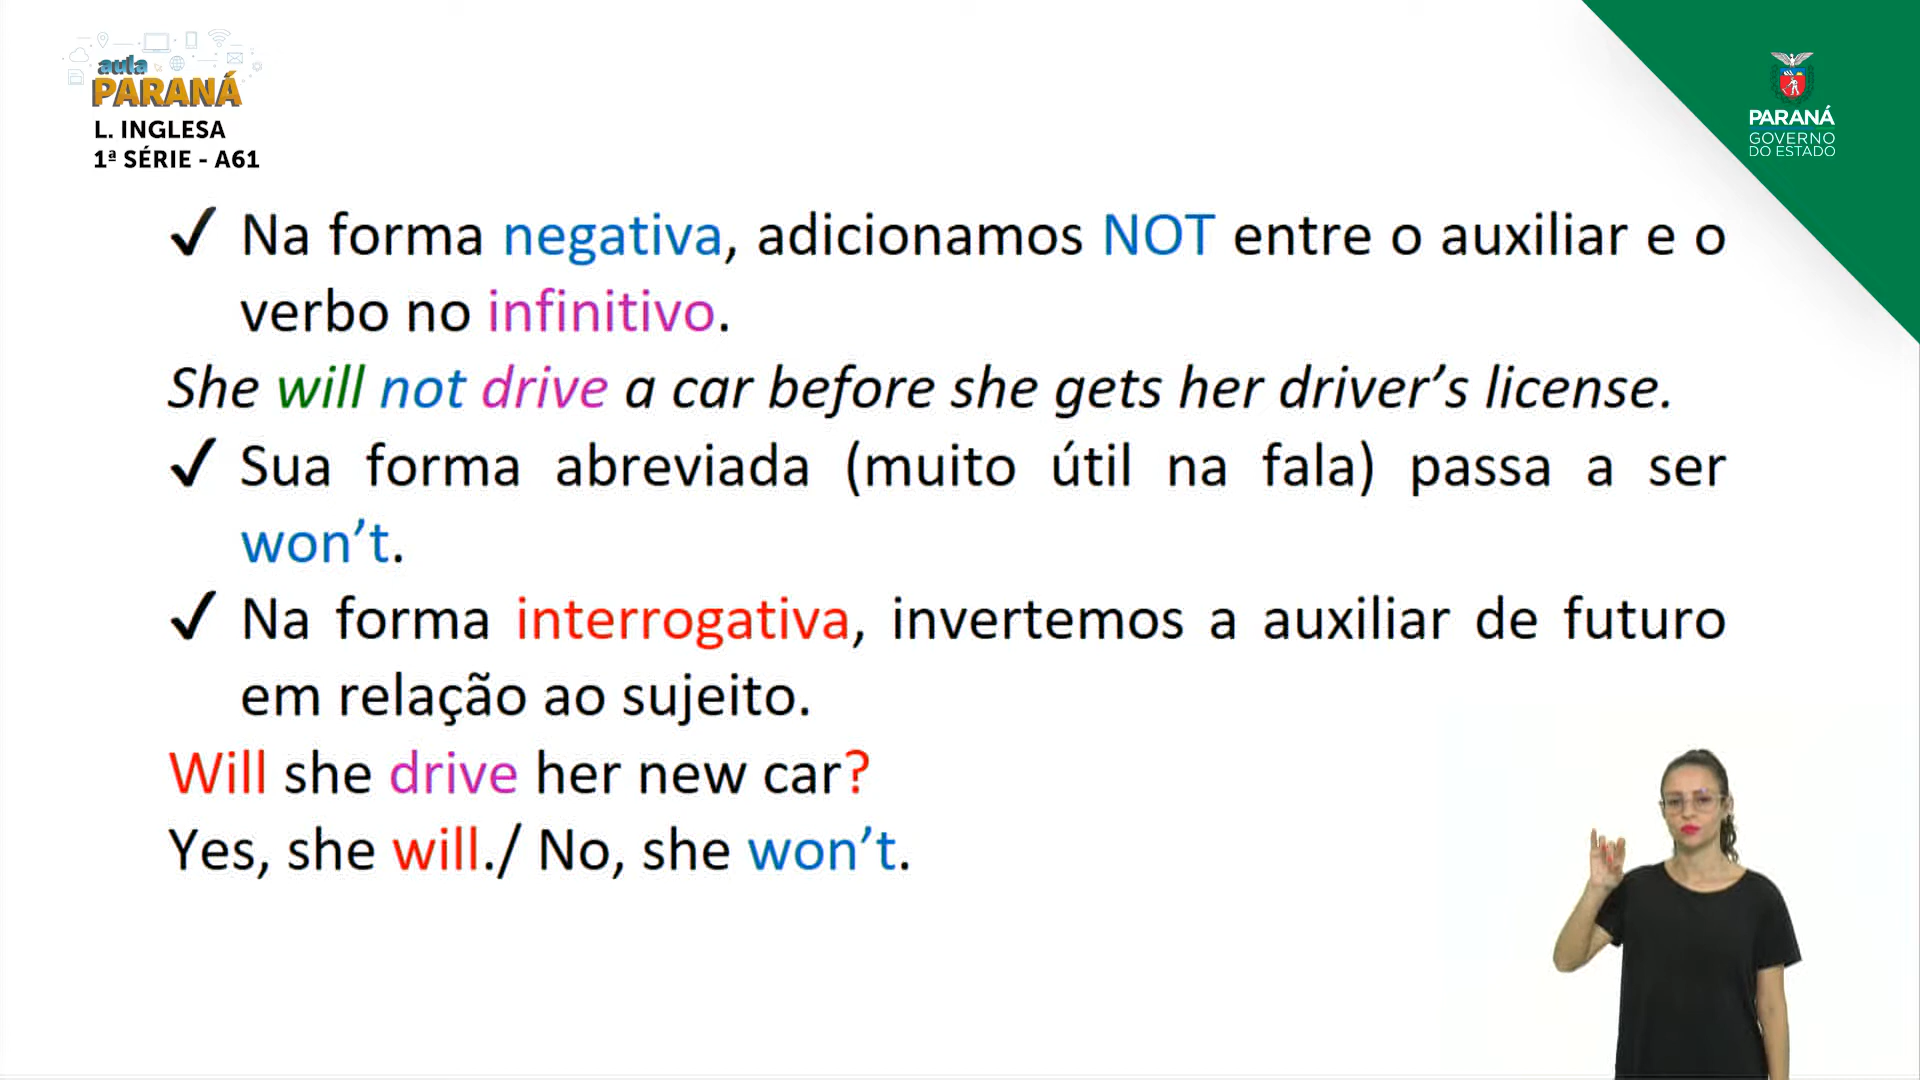 aula
PARANÁ
L. INGLESA
1ª SÉRIE - A61
PARANÁ
GOVERNO
DO ESTADO
✓ Na forma negativa, adicionamos NOT entre o auxiliar e o
verbo no infinitivo.
She will not drive a car before she gets her driver’s license.
✓ Sua forma abreviada (muito útil na fala) passa a ser
won’t.
✓ Na forma interrogativa, invertemos a auxiliar de futuro
em relação ao sujeito.
Will she drive her new car?
Yes, she will./ No, she won’t.